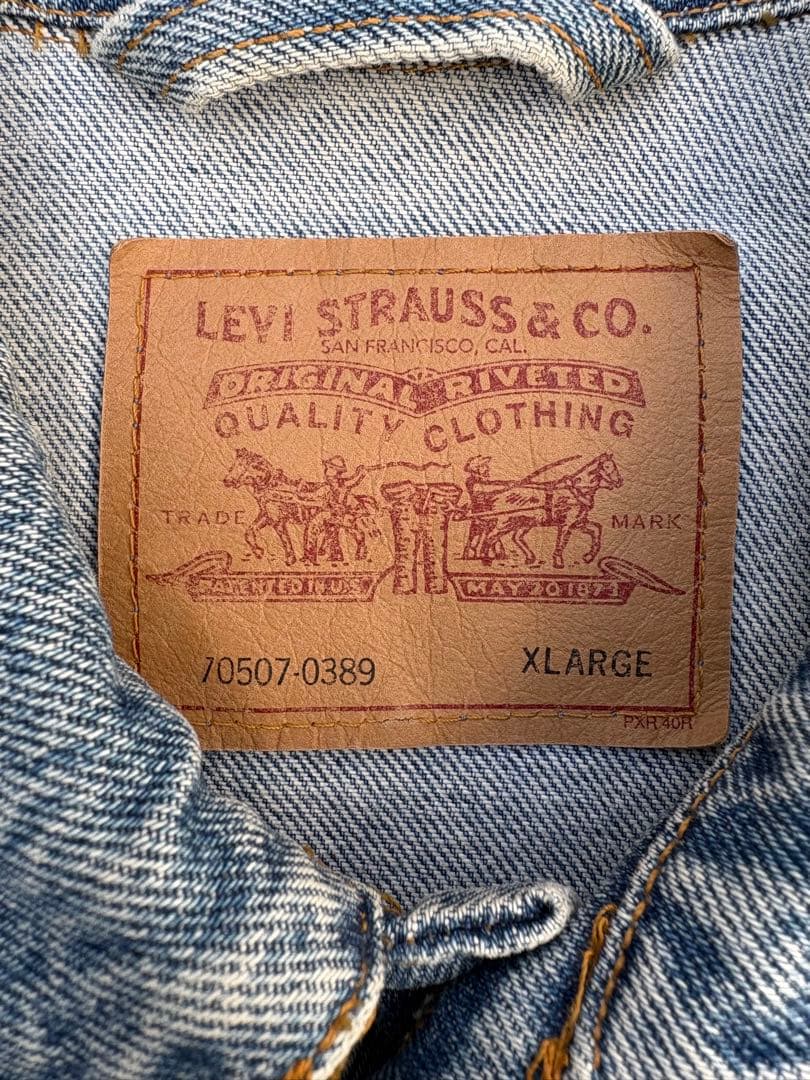 LEVI STRAUSS & CO.
SAN FRANCISCO, CAL.
ORIGINAL RIVETED
QUALITY CLOTHING
TRADE MARK
PATENTED IN U.S. MAY 20 1873
70507-0389 XLARGE
PXR 40R